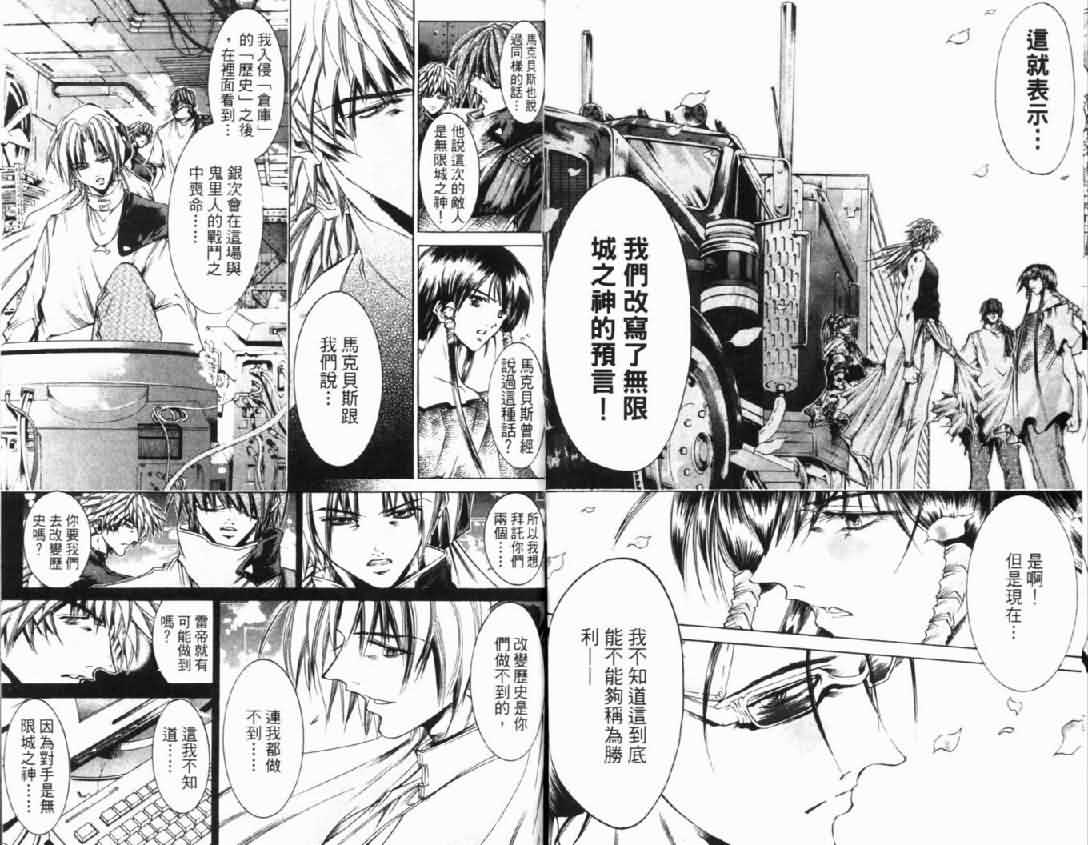 這就表示…
我們改寫了無限
城之神的預言！
是啊！
但是現在…
我不知道這到底
能不能夠稱為勝
利——
馬克貝斯也說
過同樣的話…
他說這次的敵人
是無限城之神！
馬克貝斯曾經
說過這種話？
馬克貝斯跟
我們說…
我入侵「倉庫」
的「歷史」之後
，在裡面看到…
銀次會在這場與
鬼里人的戰鬥之
中喪命……
所以我想
拜託你們
兩個……
你要我們
去改變歷
史嗎？
改變歷史是你
們做不到的，
連我都做
不到……
雷帝就有
可能做到
嗎？
這我不知
道……
因為對手是無
限城之神……